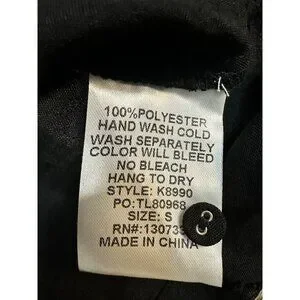 100%POLYESTER
HAND WASH COLD
WASH SEPARATELY
COLOR WILL BLEED
NO BLEACH
HANG TO DRY
STYLE: K8990
PO:TL80968
SIZE: S
RN#:
MADE IN CHINA